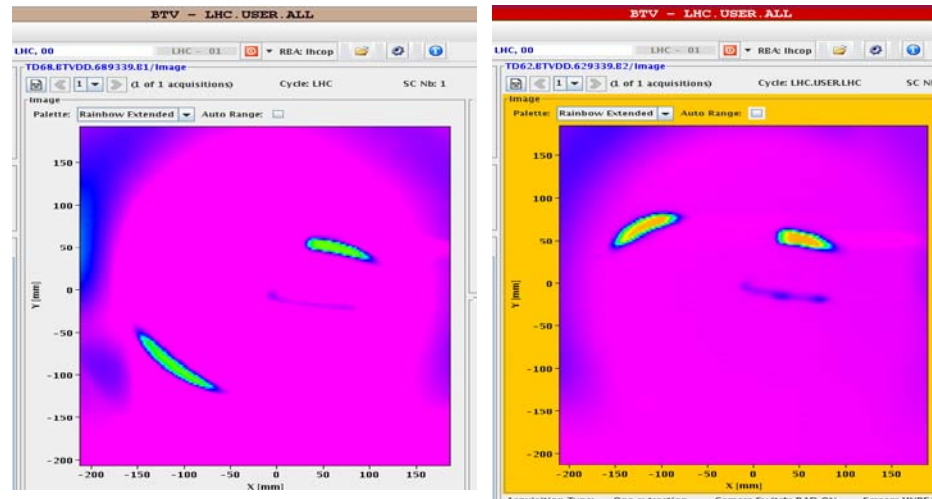 BTV - LHC.USER.ALL
LHC, 00 LHC - 01 RBA: lhcop
TD68.BTVDD.689339.B1/Image
1 (1 of 1 acquisitions) Cycle: LHC SC Nb: 1
Image
Palette: Rainbow Extended Auto Range:
150
100
50
0
-50
-100
-150
-200
Y [mm]
-200 -150 -100 -50 0 50 100 150
X [mm]
BTV - LHC.USER.ALL
LHC, 00 LHC - 01 RBA: lhcop
TD62.BTVDD.629339.B2/Image
1 (1 of 1 acquisitions) Cycle: LHC.USER.LHC SC
Image
Palette: Rainbow Extended Auto Range:
150
100
50
0
-50
-100
-150
-200
Y [mm]
-200 -150 -100 -50 0 50 100 150
X [mm]